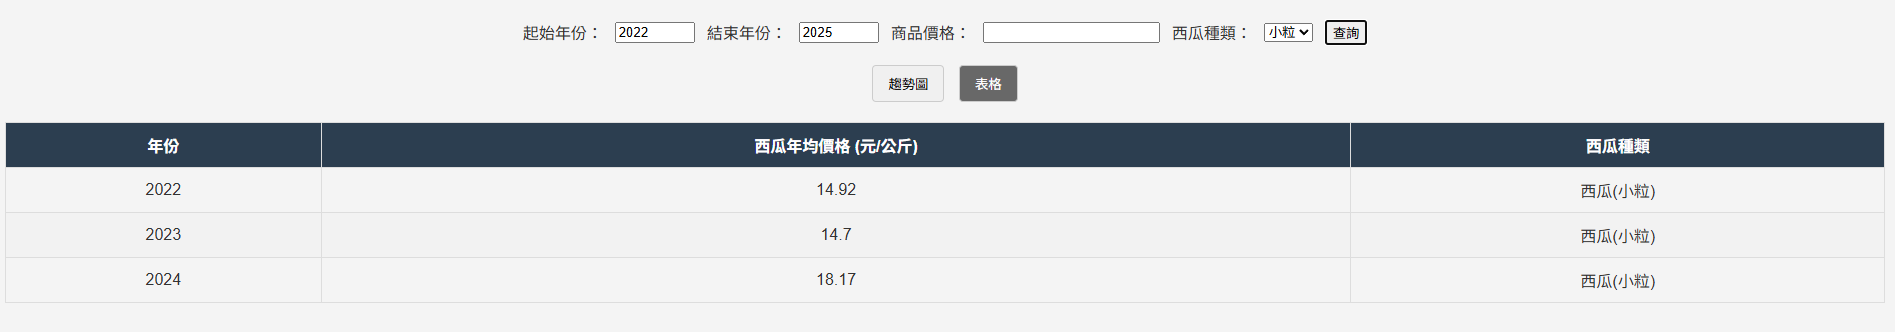 起始年份： 2022 結束年份： 2025 商品價格： 西瓜種類： 小粒 查詢
趨勢圖 表格
年份 西瓜年均價格 (元/公斤) 西瓜種類
2022 14.92 西瓜(小粒)
2023 14.7 西瓜(小粒)
2024 18.17 西瓜(小粒)